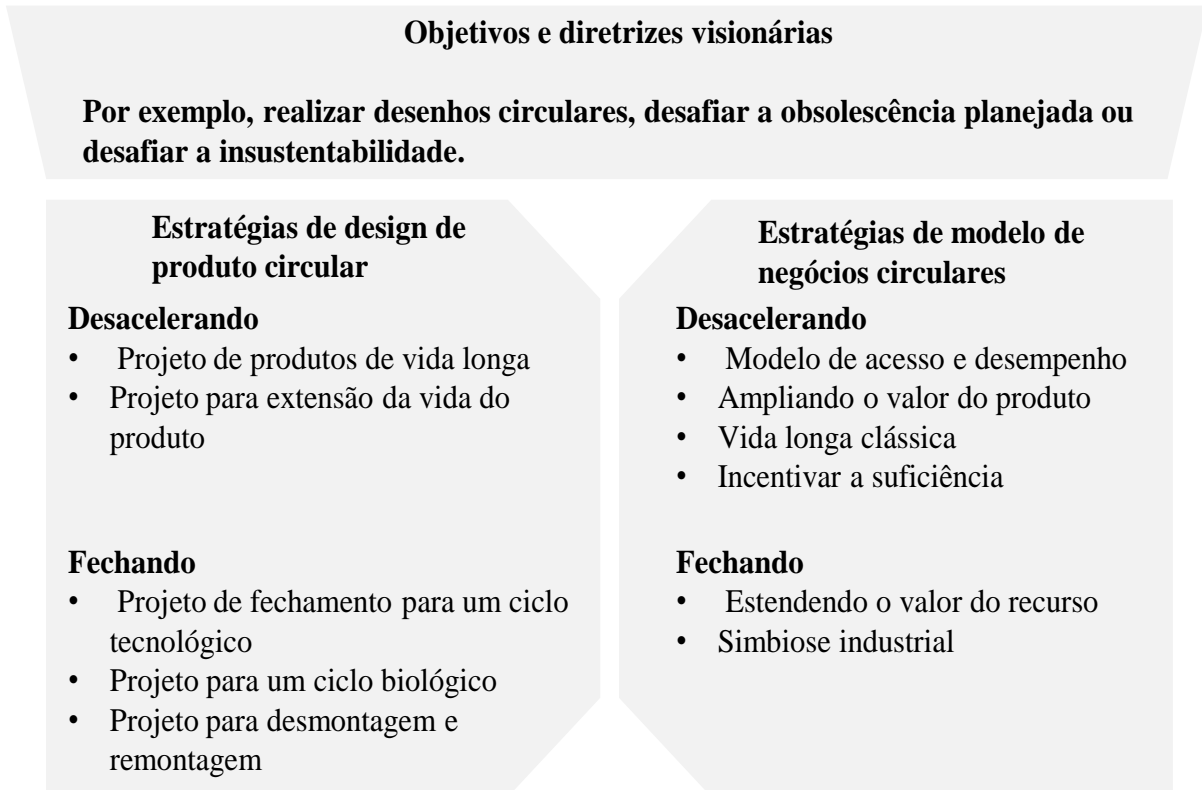 Objetivos e diretrizes visionárias
Por exemplo, realizar desenhos circulares, desafiar a obsolescência planejada ou
desafiar a insustentabilidade.
Estratégias de design de
produto circular
Desacelerando
• Projeto de produtos de vida longa
• Projeto para extensão da vida do
produto
Fechando
• Projeto de fechamento para um ciclo
tecnológico
• Projeto para um ciclo biológico
• Projeto para desmontagem e
remontagem
Estratégias de modelo de
negócios circulares
Desacelerando
• Modelo de acesso e desempenho
• Ampliando o valor do produto
• Vida longa clássica
• Incentivar a suficiência
Fechando
• Estendendo o valor do recurso
• Simbiose industrial